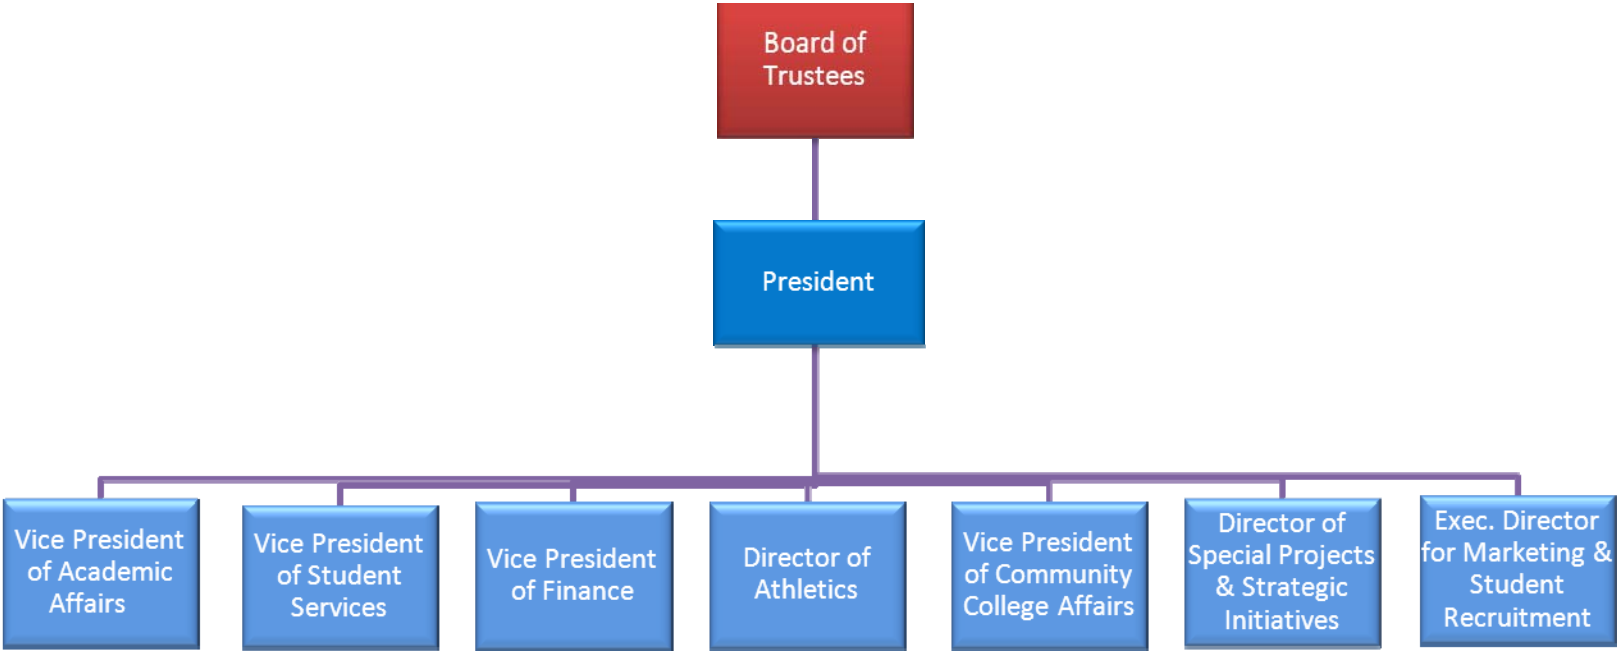 Board of
Trustees
President
Vice President
of Academic
Affairs
Vice President
of Student
Services
Vice President
of Finance
Director of
Athletics
Vice President
of Community
College Affairs
Director of
Special Projects
& Strategic
Initiatives
Exec. Director
for Marketing &
Student
Recruitment